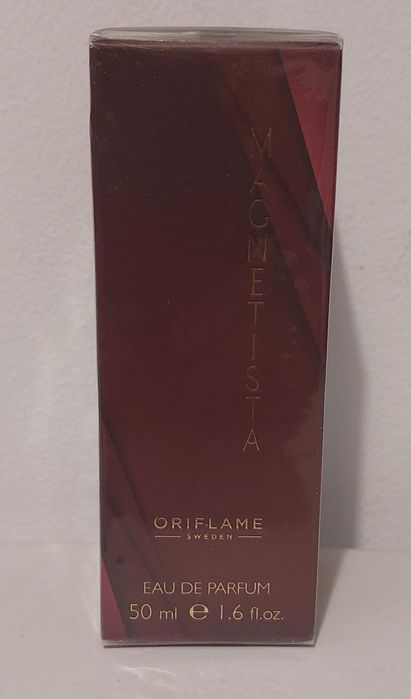 MAGNETISTA
ORIFLAME
SWEDEN
EAU DE PARFUM
50 ml e 1,6 fl.oz.